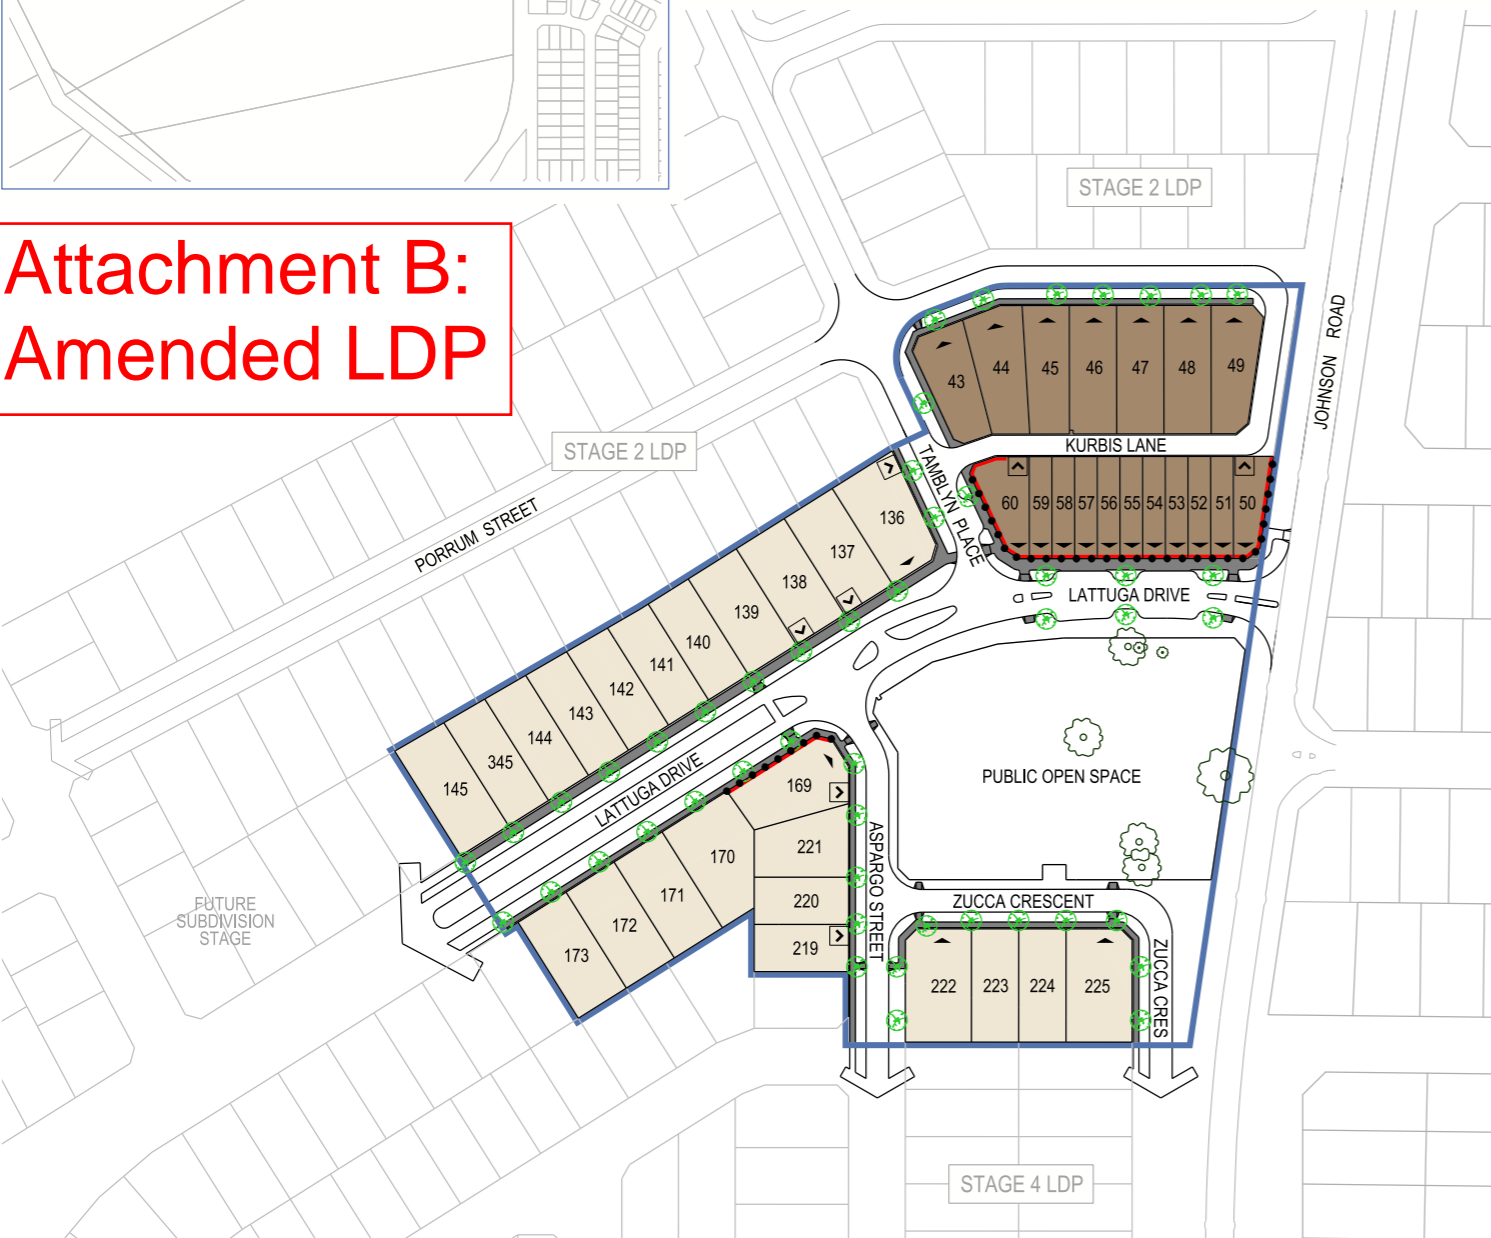 STAGE 2 LDP
Attachment B:
Amended LDP
JOHNSON ROAD
43
44
45
46
47
48
49
STAGE 2 LDP
KURBIS LANE
TAMBLYN PLACE
60
59
58
57
56
55
54
53
52
51
50
PORRUM STREET
136
137
138
139
140
141
142
143
144
345
145
LATTUGA DRIVE
LATTUGA DRIVE
PUBLIC OPEN SPACE
169
170
171
172
173
221
220
219
ASPARGO STREET
FUTURE
SUBDIVISION
STAGE
ZUCCA CRESCENT
ZUCCA CRES
222
223
224
225
STAGE 4 LDP